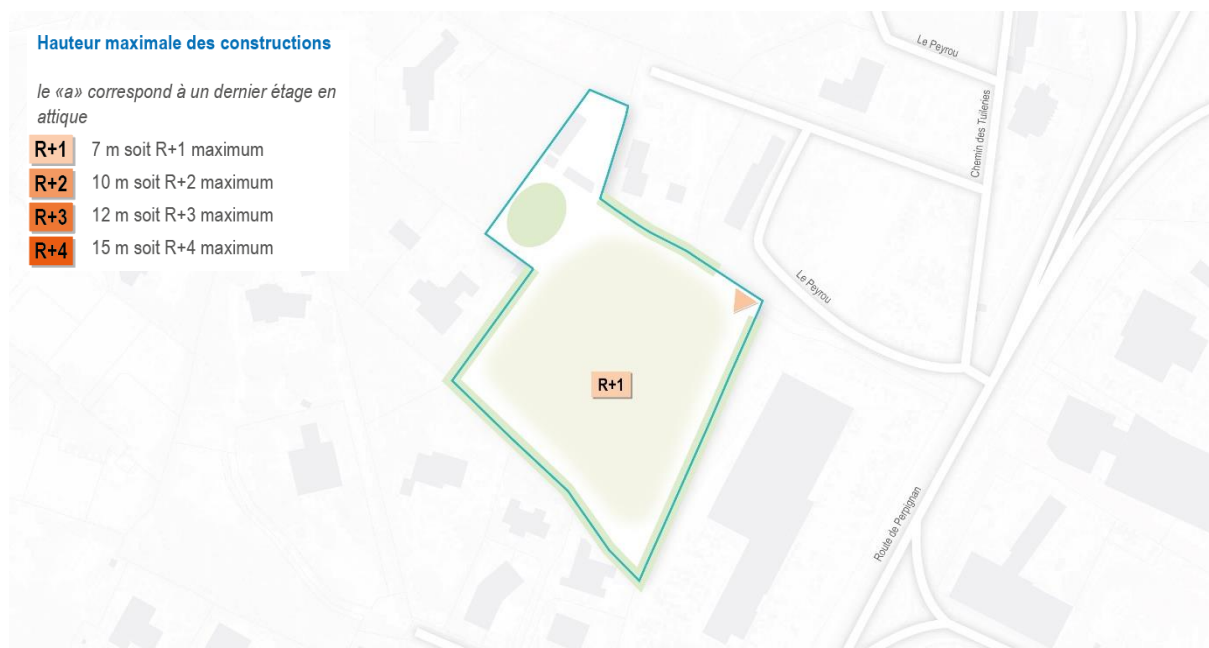 Hauteur maximale des constructions
le «a» correspond à un dernier étage en
attique
R+1 7 m soit R+1 maximum
R+2 10 m soit R+2 maximum
R+3 12 m soit R+3 maximum
R+4 15 m soit R+4 maximum
Le Peyrou
Chemin des Tuileries
Le Peyrou
R+1
Route de Perpignan